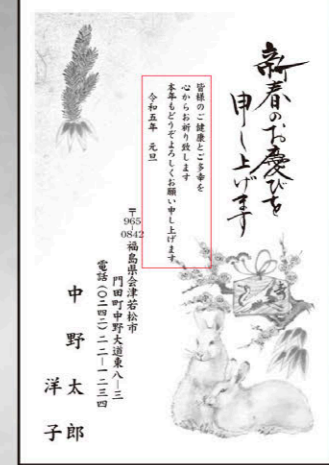 新春のお慶びを
申し上げます
皆様のご健康とご多幸を
心からお祈り致します
本年もどうぞよろしくお願い申し上げます
令和五年 元旦
〒965-0842
福島県会津若松市
門田町中野大道東八―三
電話(〇二四二)二二―一二三四
中野 太郎
洋子